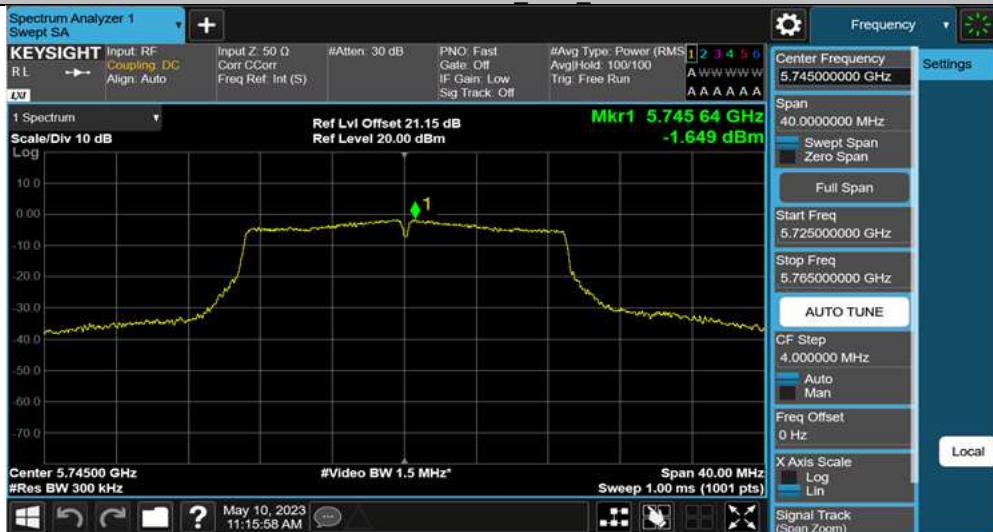 Spectrum Analyzer 1
Swept SA
+
Frequency
KEYSIGHT
RL
LXI
Input: RF
Coupling: DC
Align: Auto
Input Z: 50 Ω
Corr CCorr
Freq Ref: Int (S)
#Atten: 30 dB
PNO: Fast
Gate: Off
IF Gain: Low
Sig Track: Off
#Avg Type: Power (RMS
Avg|Hold: 100/100
Trig: Free Run
1 2 3 4 5 6
A W W W W W
A A A A A A
1 Spectrum
Scale/Div 10 dB
Ref Lvl Offset 21.15 dB
Ref Level 20.00 dBm
Mkr1 5.745 64 GHz
-1.649 dBm
Log
10.0
0.00
-10.0
-20.0
-30.0
-40.0
-50.0
-60.0
-70.0
1
Center 5.74500 GHz
#Res BW 300 kHz
#Video BW 1.5 MHz*
Span 40.00 MHz
Sweep 1.00 ms (1001 pts)
Center Frequency
5.745000000 GHz
Span
40.0000000 MHz
Swept Span
Zero Span
Full Span
Start Freq
5.725000000 GHz
Stop Freq
5.765000000 GHz
AUTO TUNE
CF Step
4.000000 MHz
Auto
Man
Freq Offset
0 Hz
X Axis Scale
Log
Lin
Signal Track
(Span Zoom)
Settings
Local
?
May 10, 2023
11:15:58 AM